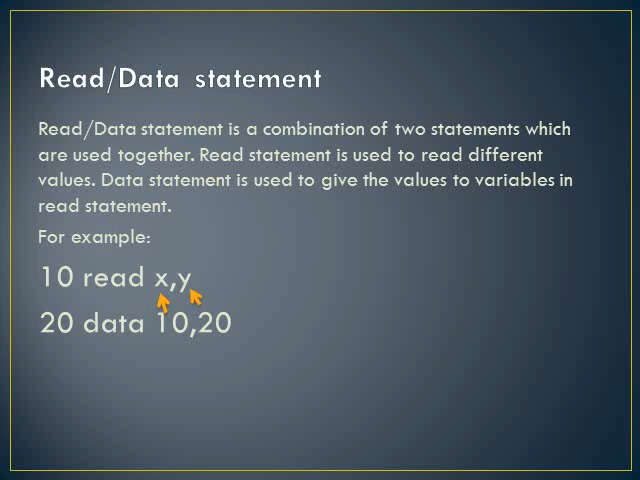 Read/Data statement
Read/Data statement is a combination of two statements which
are used together. Read statement is used to read different
values. Data statement is used to give the values to variables in
read statement.
For example:
10 read x,y
20 data 10,20